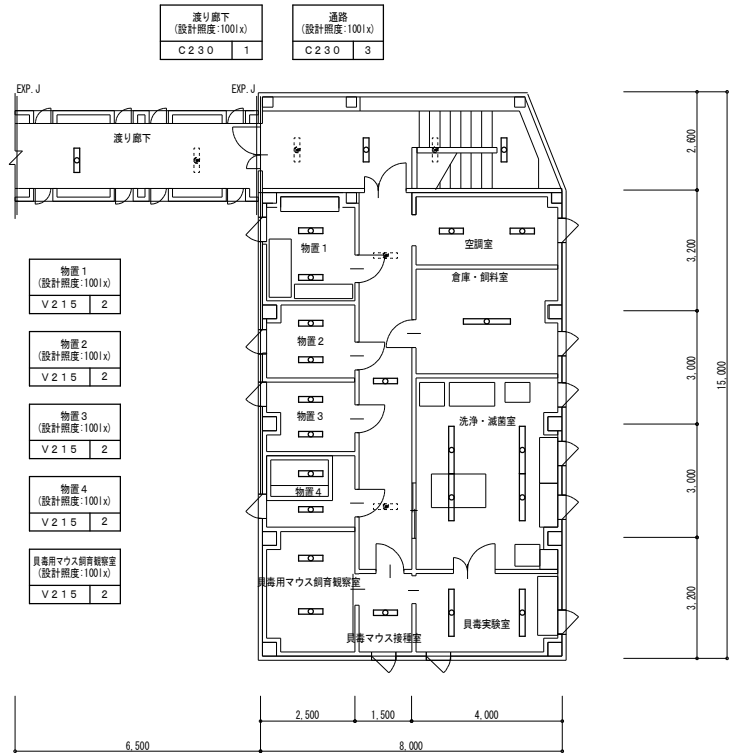 渡り廊下
(設計照度:100lx)
C230 1
通路
(設計照度:100lx)
C230 3
EXP.J
EXP.J
渡り廊下
物置1
空調室
倉庫・飼料室
物置2
物置3
洗浄・滅菌室
物置4
貝毒用マウス飼育観察室
貝毒マウス接種室
貝毒実験室
物置1
(設計照度:100lx)
V215 2
物置2
(設計照度:100lx)
V215 2
物置3
(設計照度:100lx)
V215 2
物置4
(設計照度:100lx)
V215 2
貝毒用マウス飼育観察室
(設計照度:100lx)
V215 2
2,600
3,200
3,000
3,000
3,200
15,000
2,500
1,500
4,000
6,500
8,000